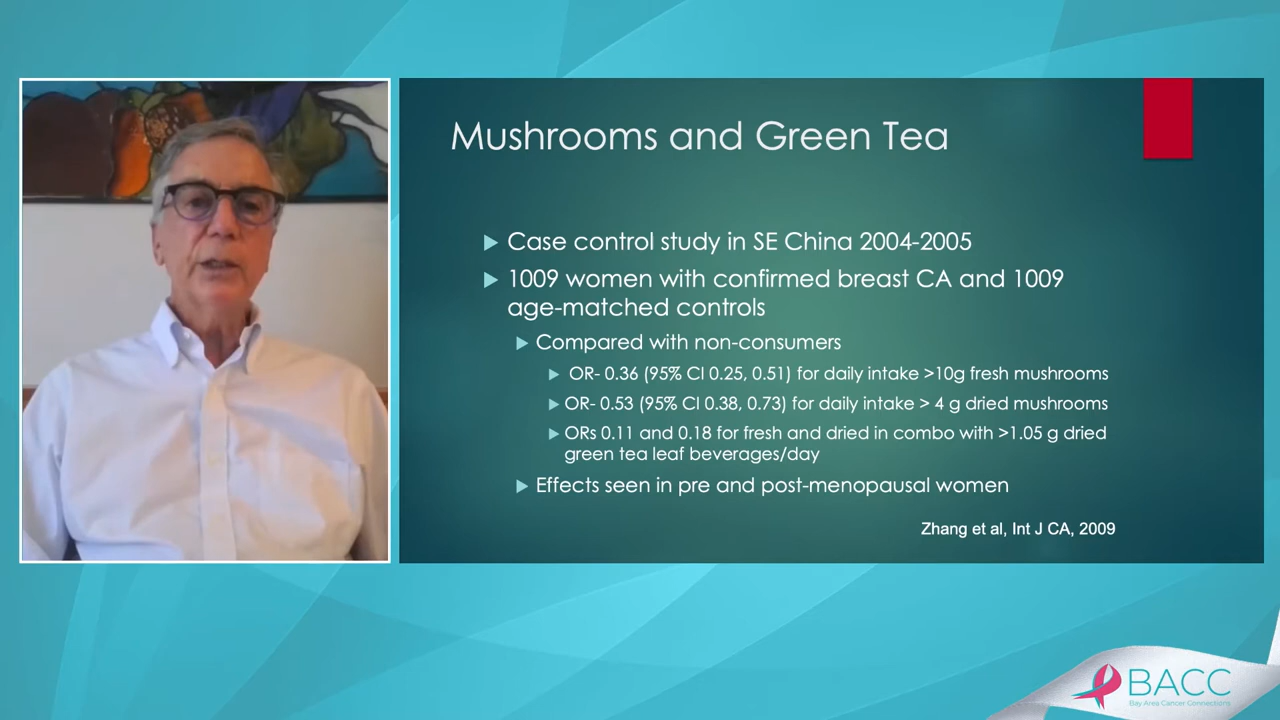 Mushrooms and Green Tea
Case control study in SE China 2004-2005
1009 women with confirmed breast CA and 1009
age-matched controls
Compared with non-consumers
OR- 0.36 (95% CI 0.25, 0.51) for daily intake >10g fresh mushrooms
OR- 0.53 (95% CI 0.38, 0.73) for daily intake > 4 g dried mushrooms
ORs 0.11 and 0.18 for fresh and dried in combo with >1.05 g dried
green tea leaf beverages/day
Effects seen in pre and post-menopausal women
Zhang et al, Int J CA, 2009
BACC
Bay Area Cancer Connections